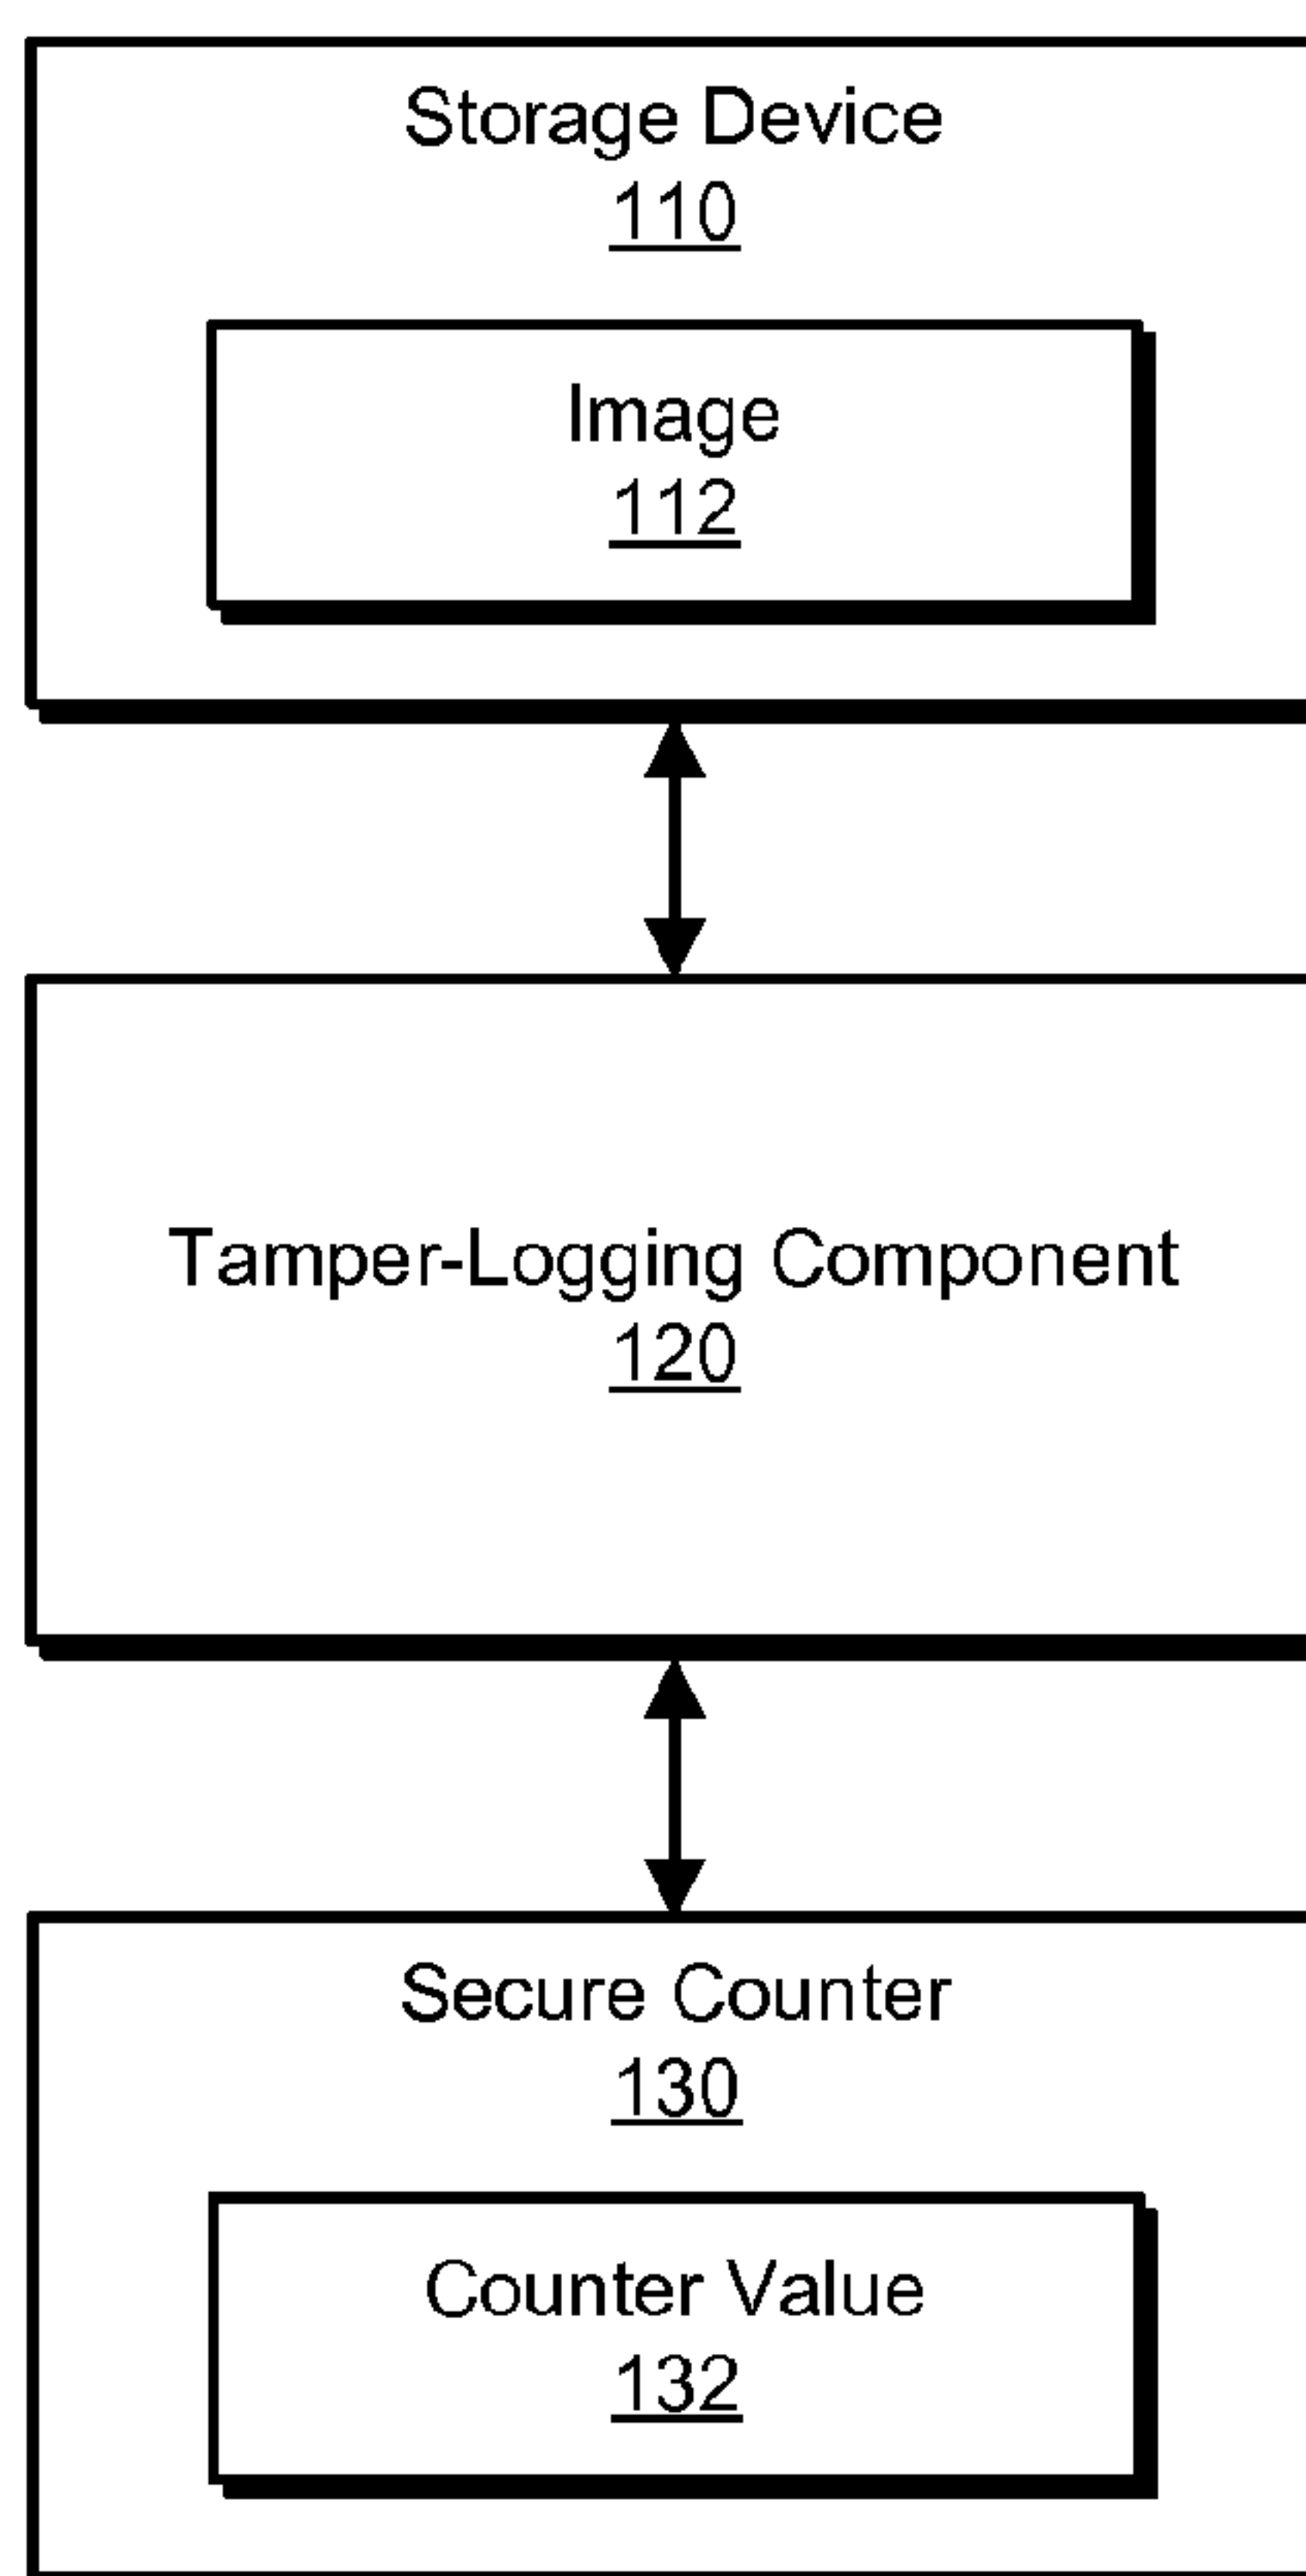 Storage Device
110
Image
112
Tamper-Logging Component
120
Secure Counter
130
Counter Value
132